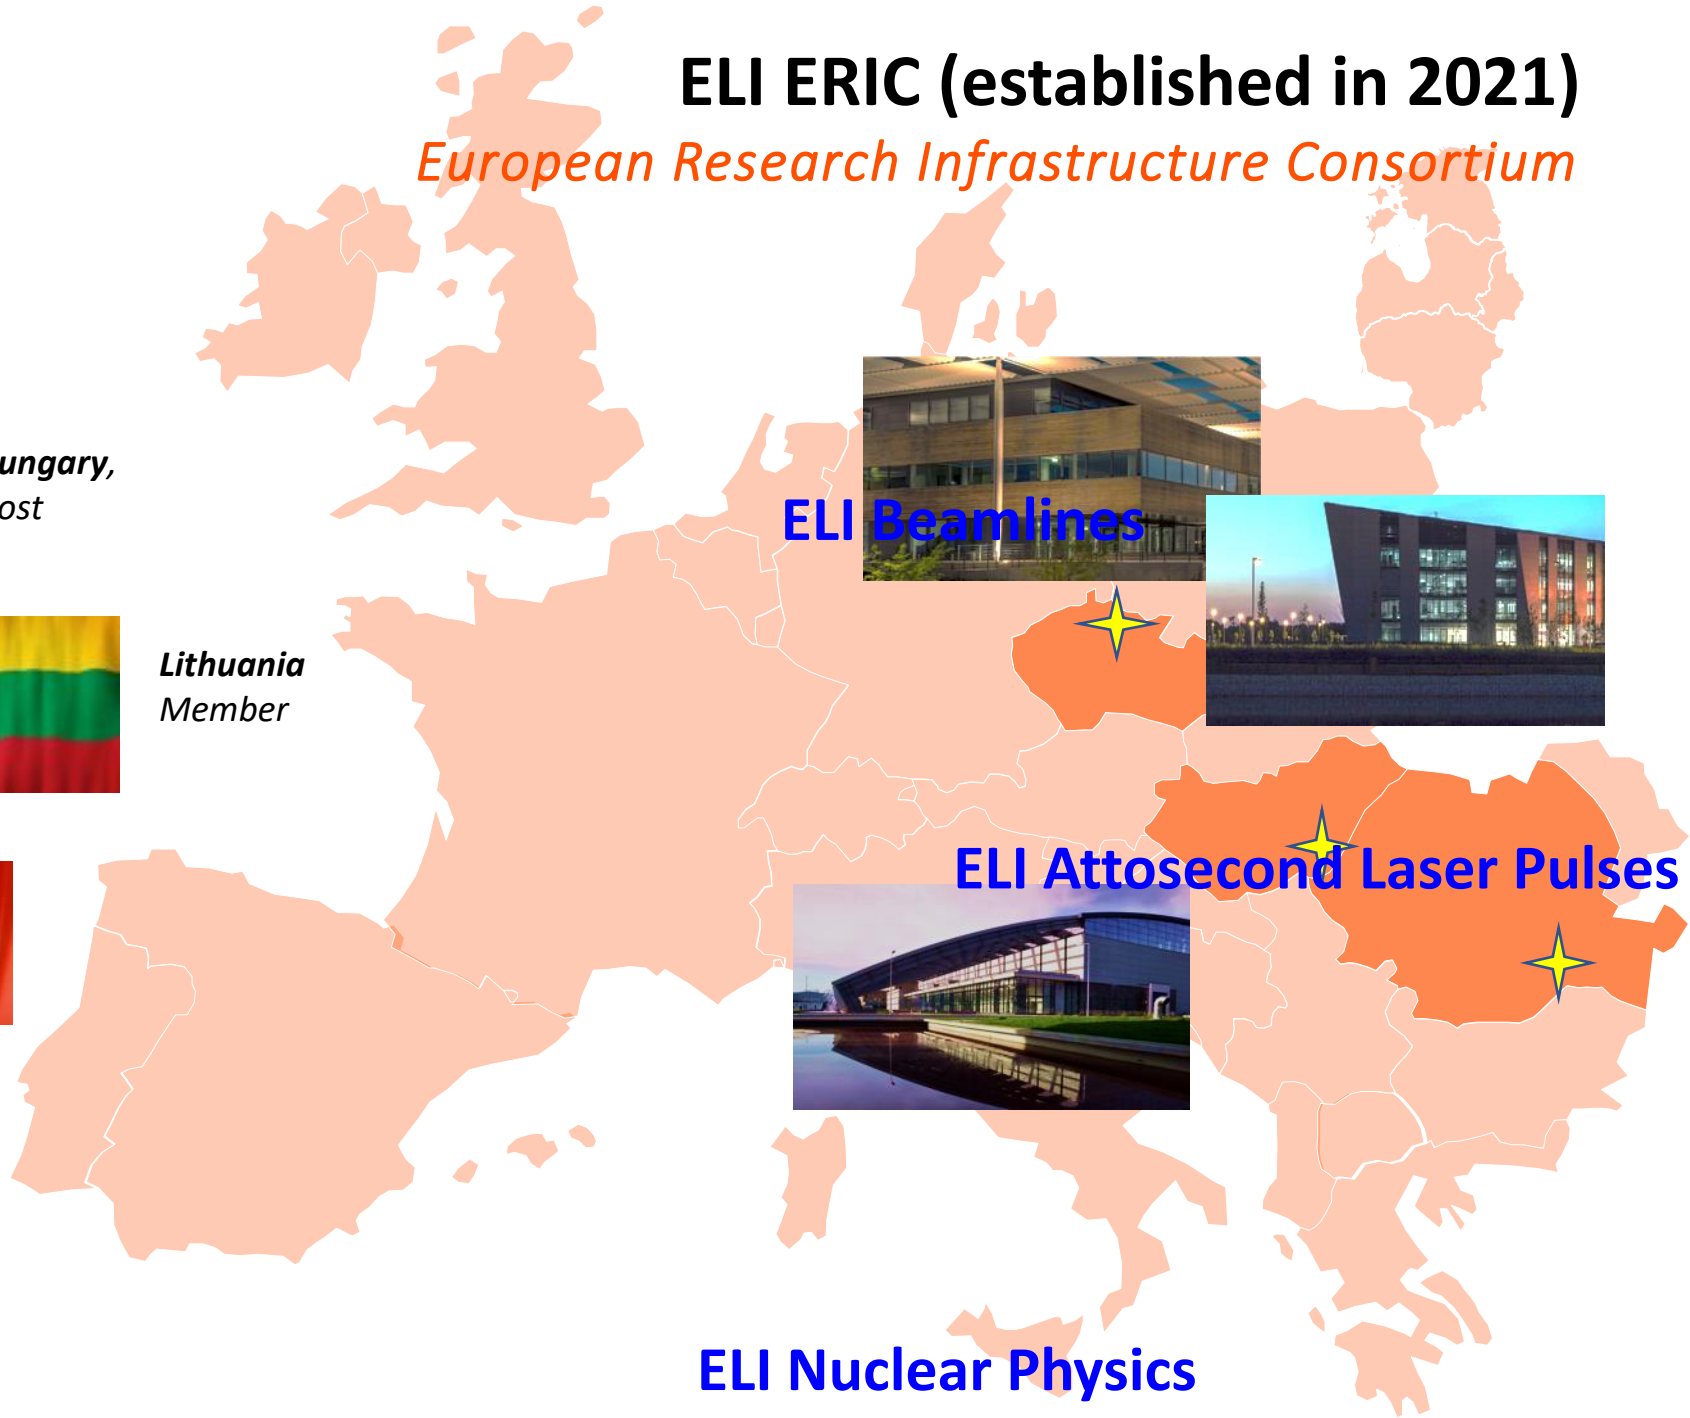 ELI ERIC (established in 2021)
European Research Infrastructure Consortium
ungary,
ost
ELI Beamlines
Lithuania
Member
ELI Attosecond Laser Pulses
ELI Nuclear Physics